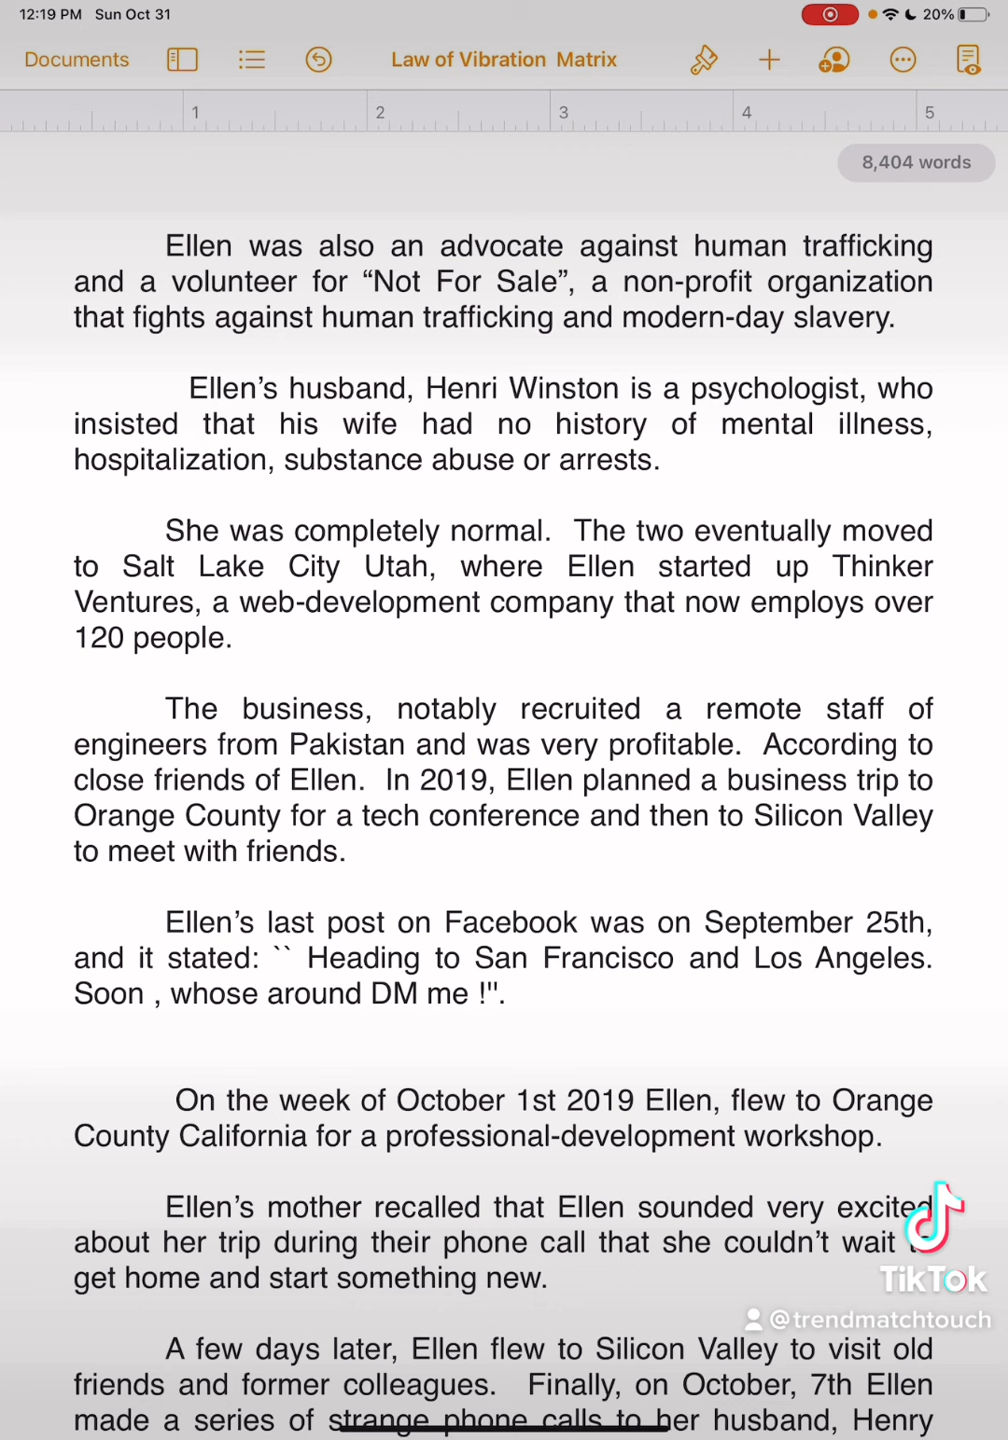 12:19 PM Sun Oct 31
20%
Documents
Law of Vibration Matrix
1 2 3 4 5
8,404 words
Ellen was also an advocate against human trafficking
and a volunteer for “Not For Sale”, a non-profit organization
that fights against human trafficking and modern-day slavery.
Ellen’s husband, Henri Winston is a psychologist, who
insisted that his wife had no history of mental illness,
hospitalization, substance abuse or arrests.
She was completely normal. The two eventually moved
to Salt Lake City Utah, where Ellen started up Thinker
Ventures, a web-development company that now employs over
120 people.
The business, notably recruited a remote staff of
engineers from Pakistan and was very profitable. According to
close friends of Ellen. In 2019, Ellen planned a business trip to
Orange County for a tech conference and then to Silicon Valley
to meet with friends.
Ellen’s last post on Facebook was on September 25th,
and it stated: `` Heading to San Francisco and Los Angeles.
Soon , whose around DM me !".
On the week of October 1st 2019 Ellen, flew to Orange
County California for a professional-development workshop.
Ellen’s mother recalled that Ellen sounded very excited
about her trip during their phone call that she couldn’t wait to
get home and start something new.
TikTok
@trendmatchtouch
A few days later, Ellen flew to Silicon Valley to visit old
friends and former colleagues. Finally, on October, 7th Ellen
made a series of strange phone calls to her husband, Henry